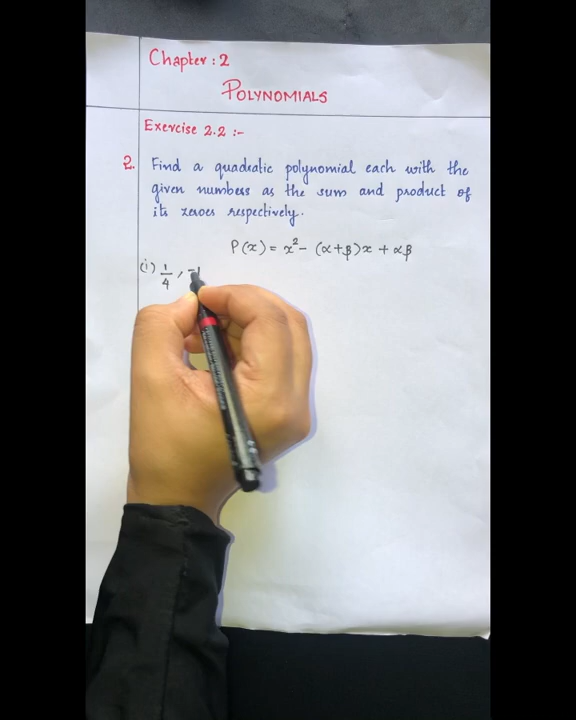 Chapter : 2
POLYNOMIALS
Exercise 2.2 :-
2. Find a quadratic polynomial each with the
given numbers as the sum and product of
its zeroes respectively.
P(x) = x² - (α+β)x + αβ
(i) 1/4 , -1